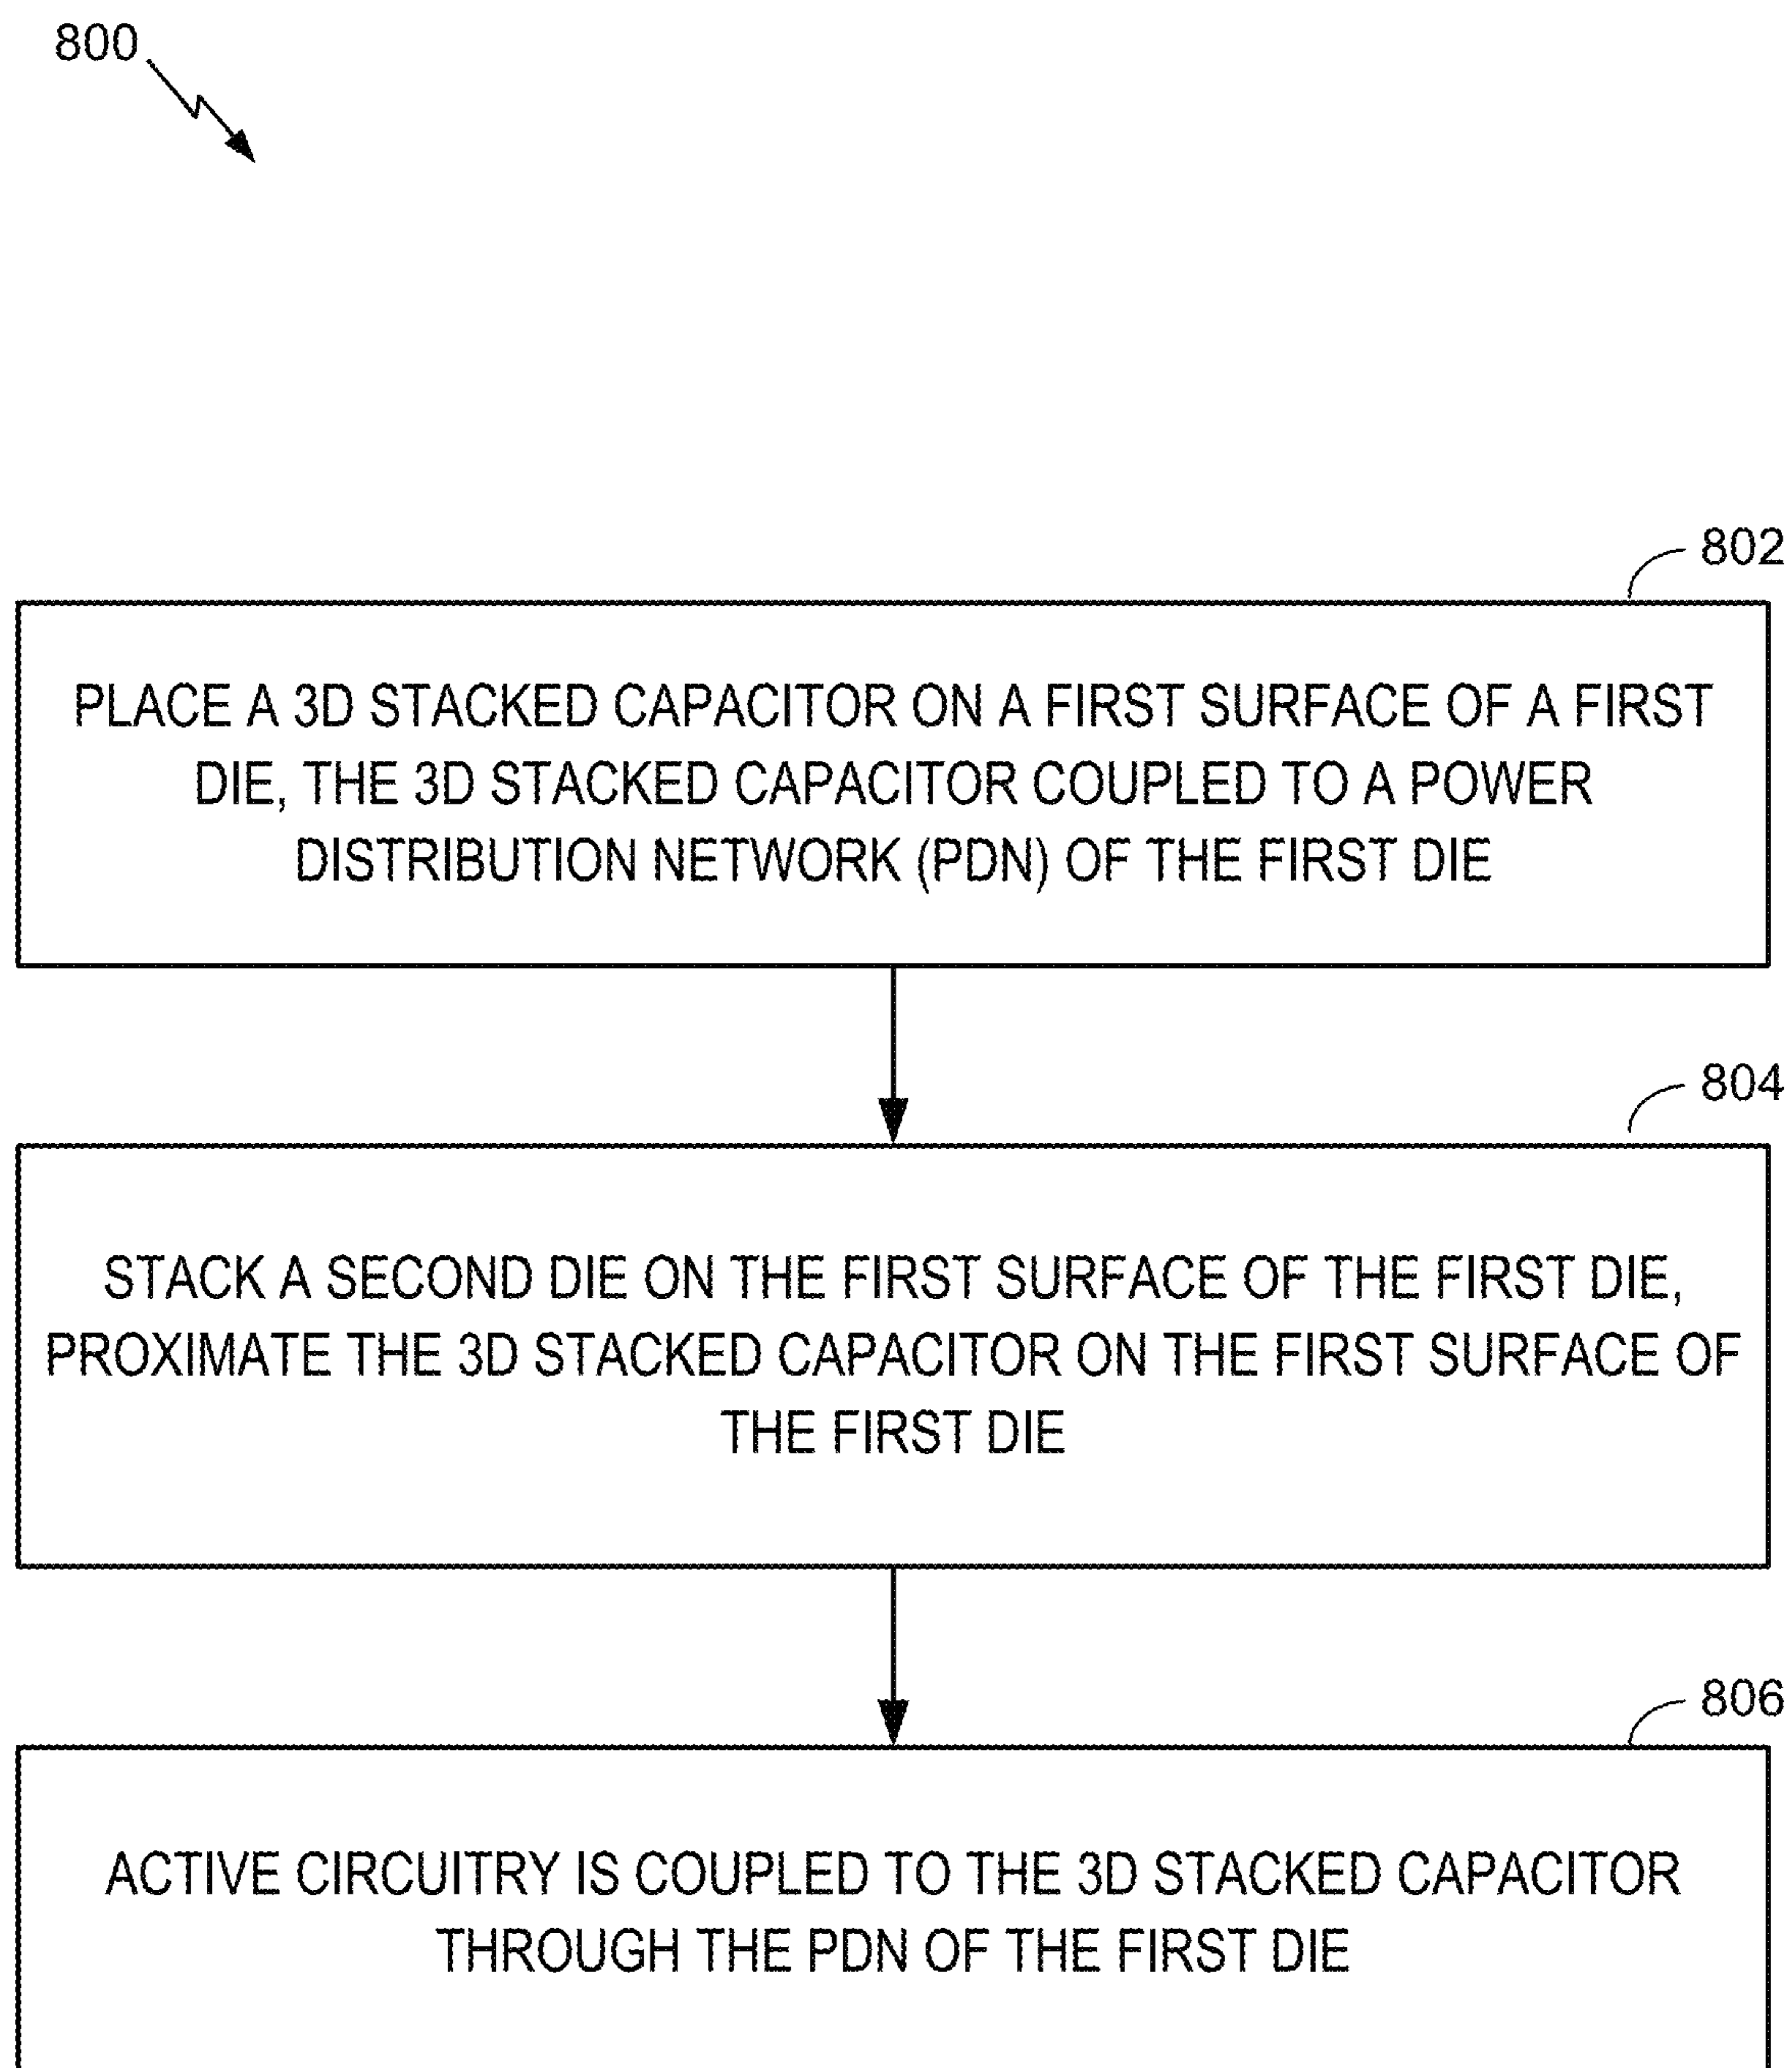 800
802
PLACE A 3D STACKED CAPACITOR ON A FIRST SURFACE OF A FIRST
DIE, THE 3D STACKED CAPACITOR COUPLED TO A POWER
DISTRIBUTION NETWORK (PDN) OF THE FIRST DIE
804
STACK A SECOND DIE ON THE FIRST SURFACE OF THE FIRST DIE,
PROXIMATE THE 3D STACKED CAPACITOR ON THE FIRST SURFACE OF
THE FIRST DIE
806
ACTIVE CIRCUITRY IS COUPLED TO THE 3D STACKED CAPACITOR
THROUGH THE PDN OF THE FIRST DIE